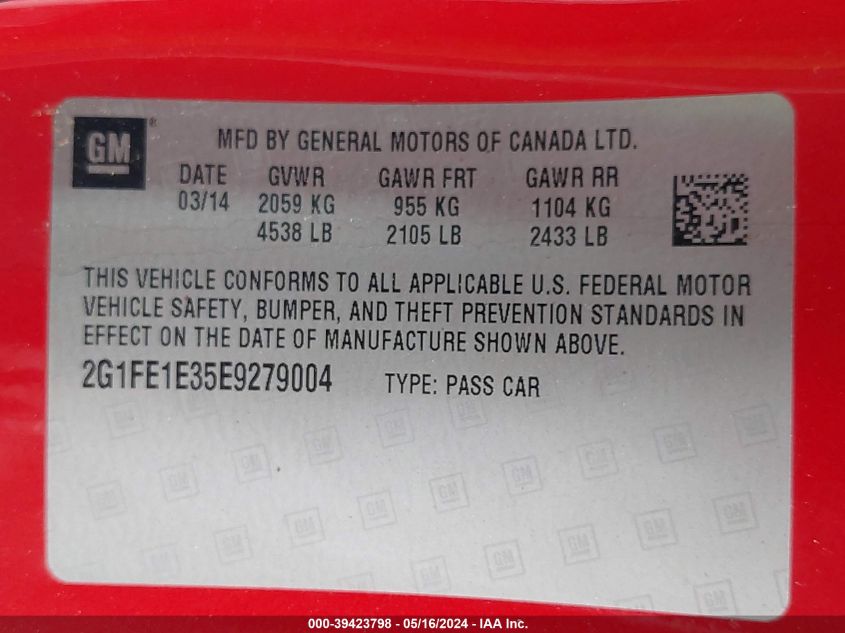 GM ®
MFD BY GENERAL MOTORS OF CANADA LTD.
DATE GVWR GAWR FRT GAWR RR
03/14 2059 KG 955 KG 1104 KG
4538 LB 2105 LB 2433 LB
THIS VEHICLE CONFORMS TO ALL APPLICABLE U.S. FEDERAL MOTOR
VEHICLE SAFETY, BUMPER, AND THEFT PREVENTION STANDARDS IN
EFFECT ON THE DATE OF MANUFACTURE SHOWN ABOVE.
2G1FE1E35E9279004 TYPE: PASS CAR
000-39423798 - 05/16/2024 - IAA Inc.